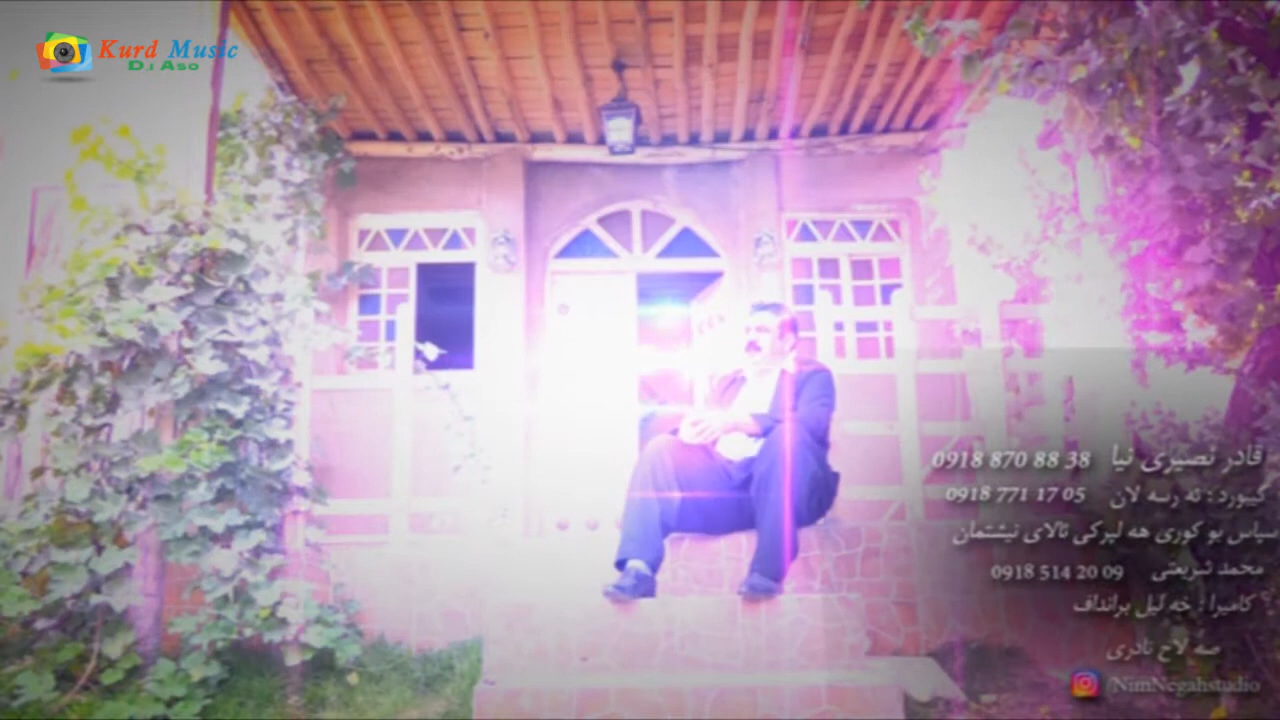 Kurd Music
DJ Aso
قادر نصیری نیا 0918 870 88 38
کیبورد : ئه رسه لان 0918 771 17 05
سپاس بو کوری هه لپرکی تالای نیشتمان
محمد شریعتی 0918 514 20 09
کامیرا : خه لیل برانداف
صه لاح نادری
/NimNegahstudio